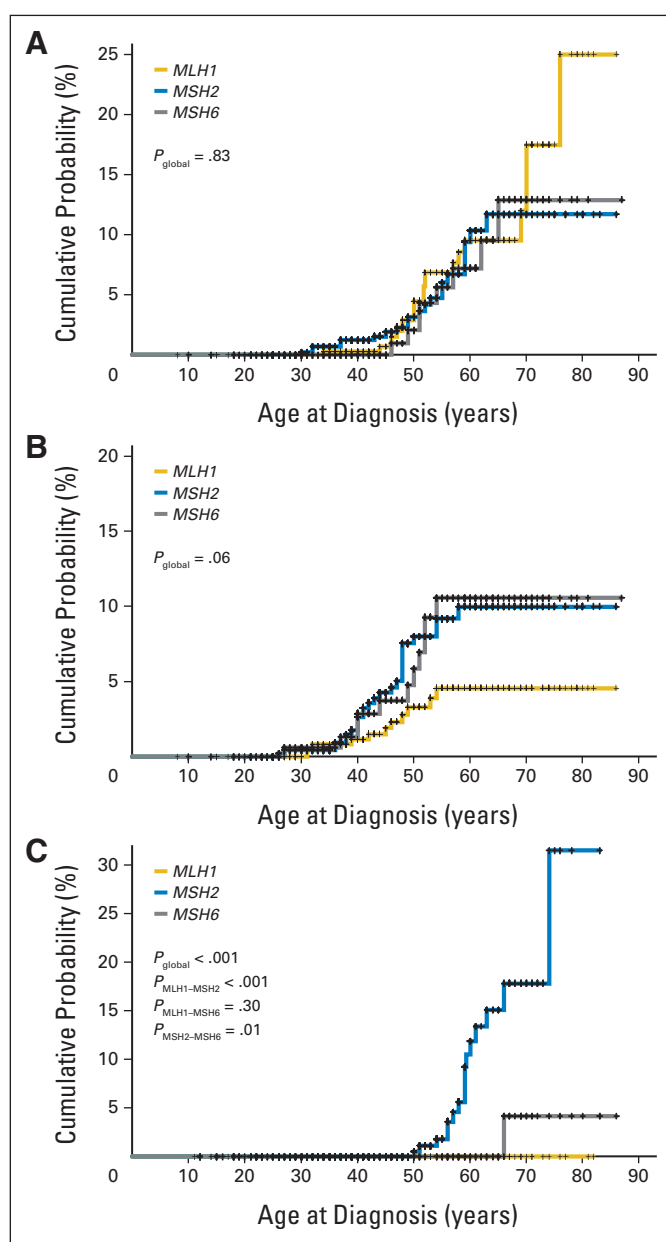 A
Cumulative Probability (%)
25
20
15
10
5
MLH1
MSH2
MSH6
Pglobal = .83
0 10 20 30 40 50 60 70 80 90
Age at Diagnosis (years)
B
Cumulative Probability (%)
20
15
10
5
MLH1
MSH2
MSH6
Pglobal = .06
0 10 20 30 40 50 60 70 80 90
Age at Diagnosis (years)
C
Cumulative Probability (%)
30
25
20
15
10
5
MLH1
MSH2
MSH6
Pglobal < .001
PMLH1–MSH2 < .001
PMLH1–MSH6 = .30
PMSH2–MSH6 = .01
0 10 20 30 40 50 60 70 80 90
Age at Diagnosis (years)